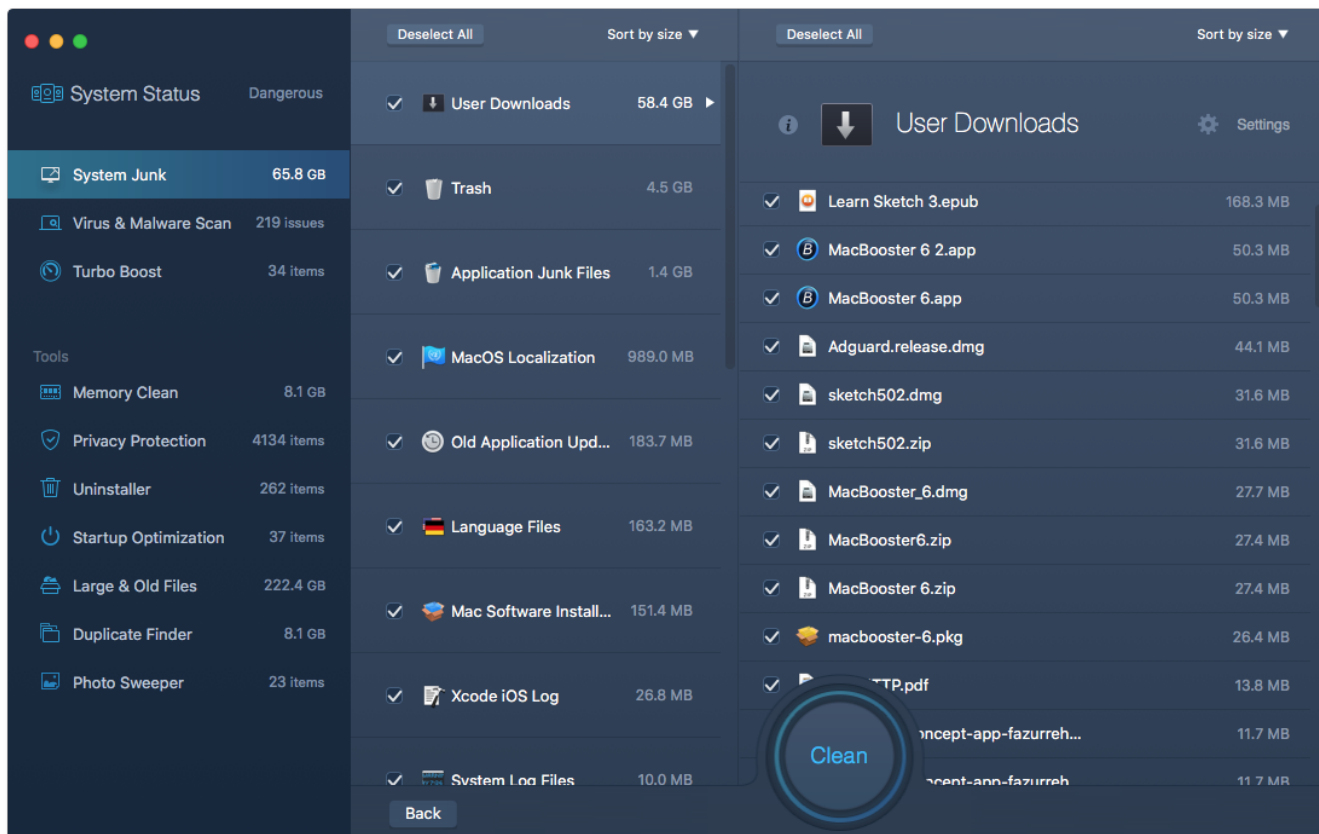 System Status Dangerous
System Junk 65.8 GB
Virus & Malware Scan 219 issues
Turbo Boost 34 items
Tools
Memory Clean 8.1 GB
Privacy Protection 4134 items
Uninstaller 262 items
Startup Optimization 37 items
Large & Old Files 222.4 GB
Duplicate Finder 8.1 GB
Photo Sweeper 23 items
Deselect All Sort by size ▼
User Downloads 58.4 GB ▶
Trash 4.5 GB
Application Junk Files 1.4 GB
MacOS Localization 989.0 MB
Old Application Upd... 183.7 MB
Language Files 163.2 MB
Mac Software Install... 151.4 MB
Xcode iOS Log 26.8 MB
System Log Files 10.0 MB
Back
Deselect All Sort by size ▼
User Downloads Settings
Learn Sketch 3.epub 168.3 MB
MacBooster 6 2.app 50.3 MB
MacBooster 6.app 50.3 MB
Adguard.release.dmg 44.1 MB
sketch502.dmg 31.6 MB
sketch502.zip 31.6 MB
MacBooster_6.dmg 27.7 MB
MacBooster6.zip 27.4 MB
MacBooster 6.zip 27.4 MB
macbooster-6.pkg 26.4 MB
TTP.pdf 13.8 MB
oncept-app-fazurreh... 11.7 MB
ncept-app-fazurreh 11.7 MB
Clean